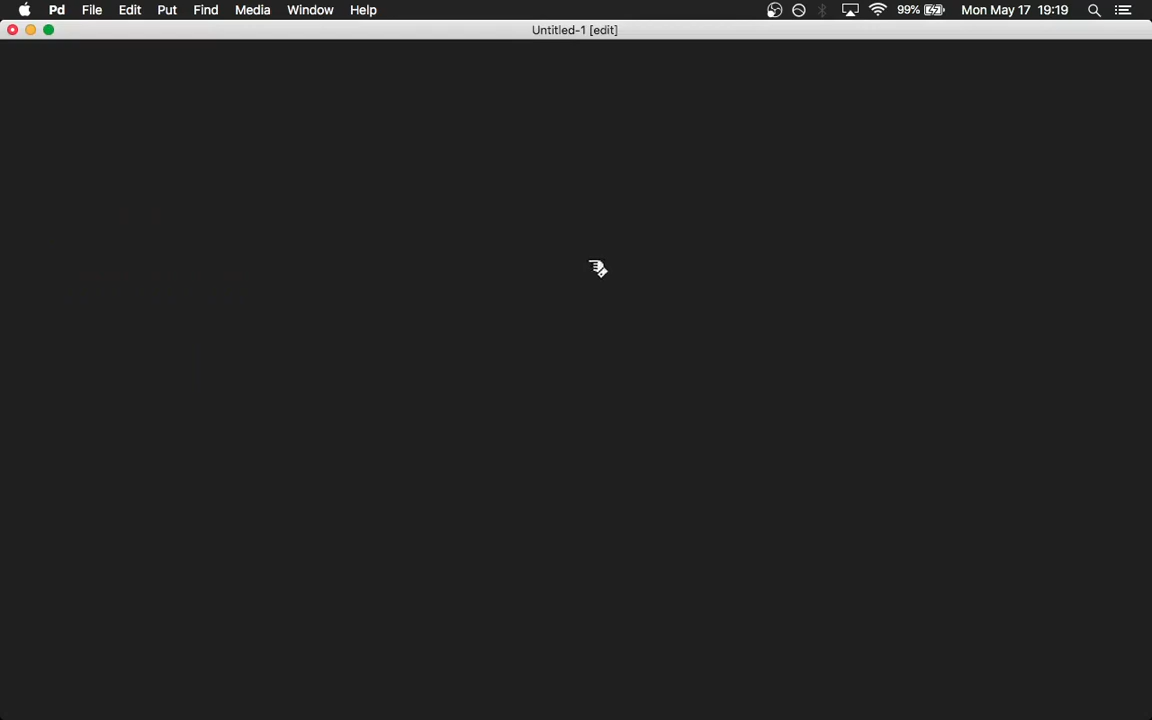 Pd File Edit Put Find Media Window Help 99% Mon May 17 19:19
Untitled-1 [edit]